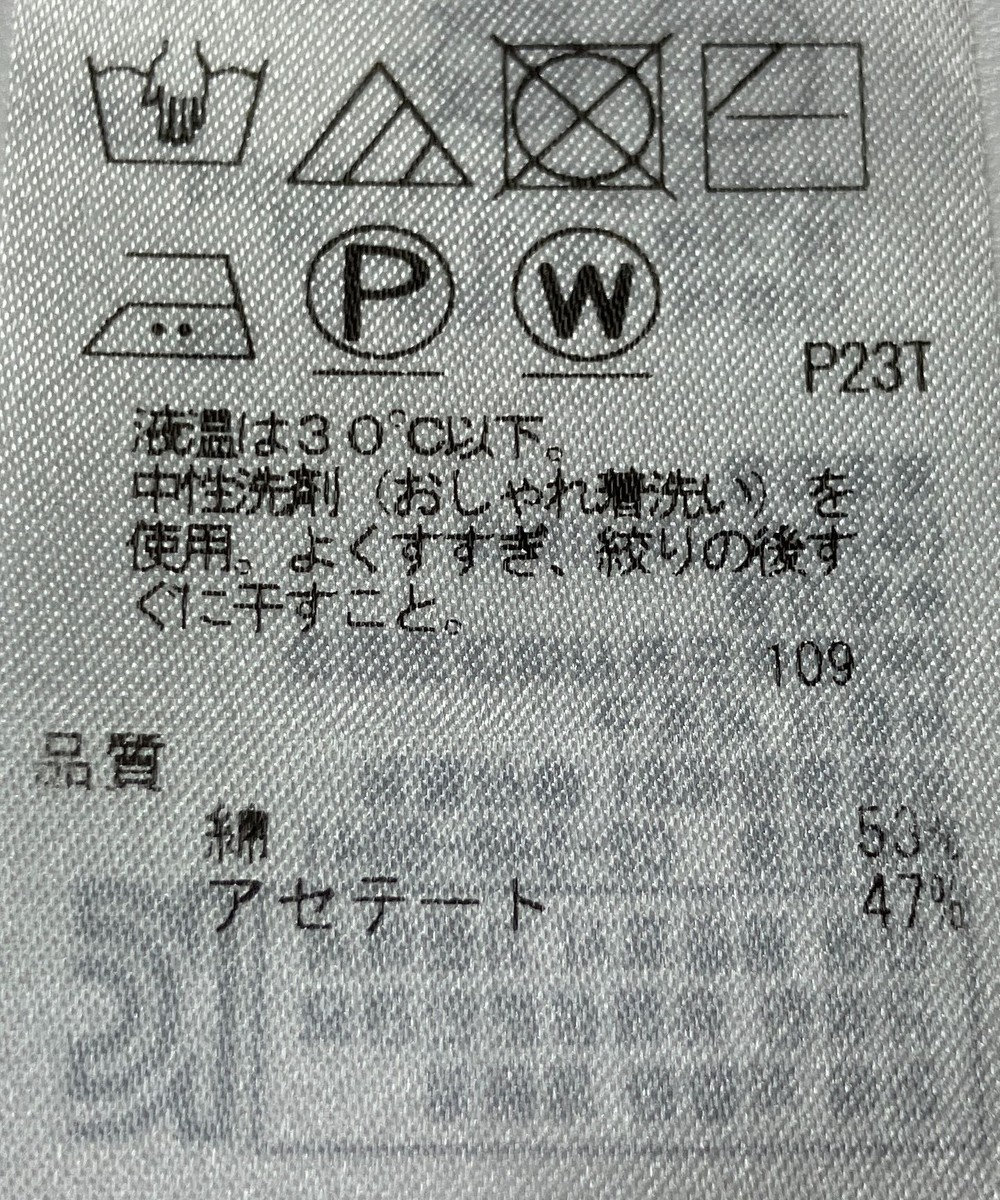 P W
P23T
液温は30℃以下。
中性洗剤（おしゃれ着洗い）を
使用。よくすすぎ、絞りの後す
ぐに干すこと。
109
品質
綿 53%
アセテート 47%